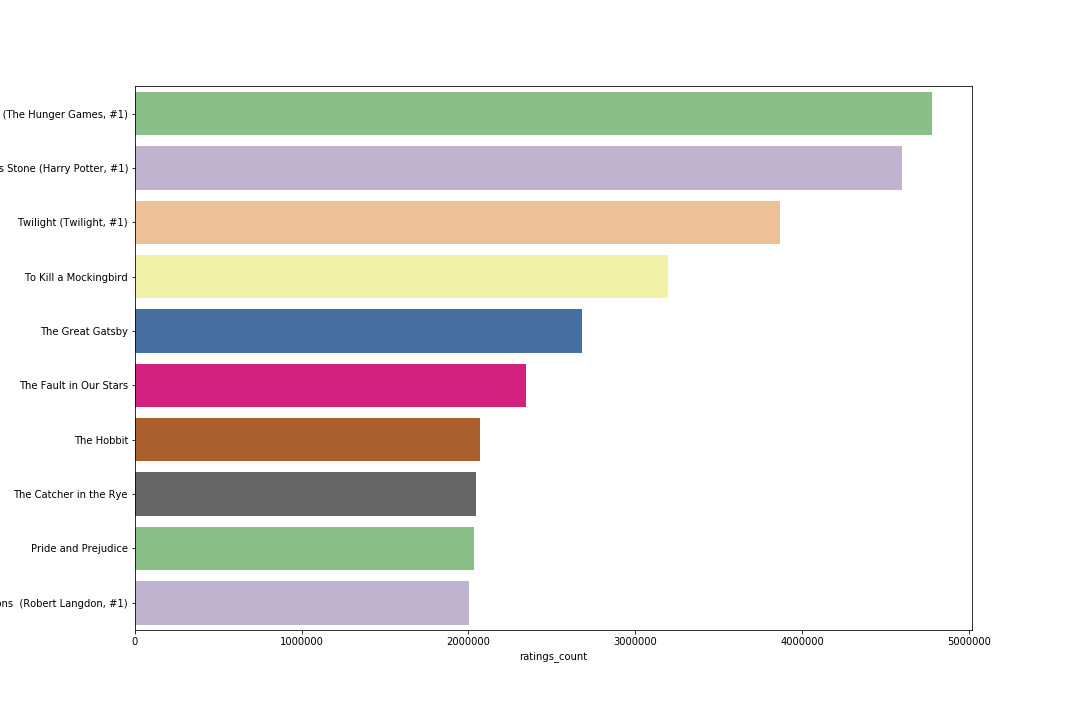 (The Hunger Games, #1)
s Stone (Harry Potter, #1)
Twilight (Twilight, #1)
To Kill a Mockingbird
The Great Gatsby
The Fault in Our Stars
The Hobbit
The Catcher in the Rye
Pride and Prejudice
ons  (Robert Langdon, #1)
0 1000000 2000000 3000000 4000000 5000000
ratings_count